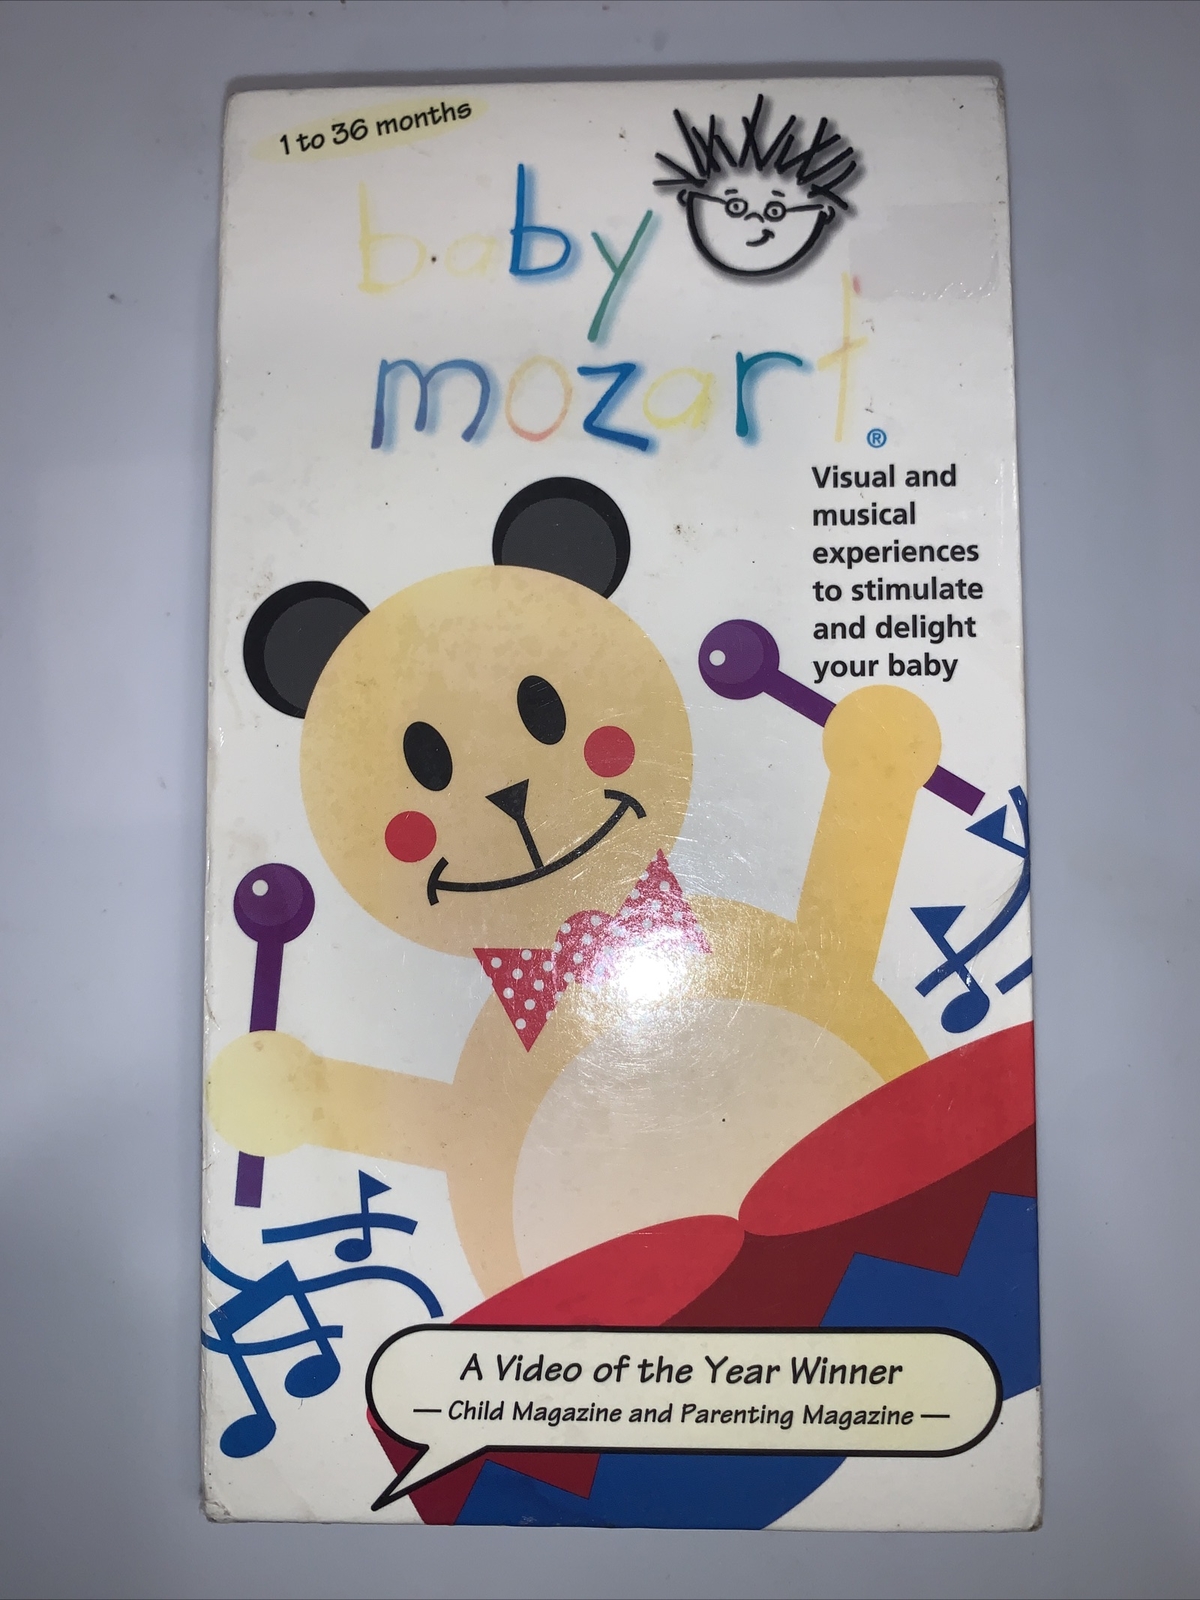 1 to 36 months
baby
mozart®
Visual and
musical
experiences
to stimulate
and delight
your baby
A Video of the Year Winner
— Child Magazine and Parenting Magazine —